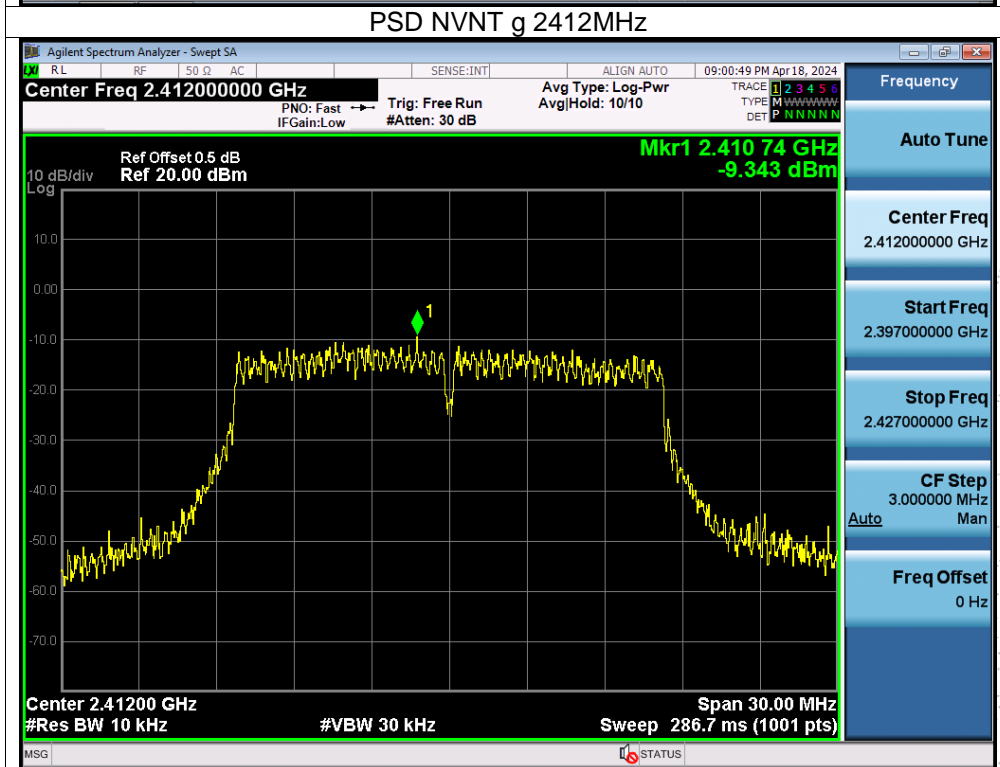 PSD NVNT g 2412MHz
Agilent Spectrum Analyzer - Swept SA
LXI RL RF 50 Ω AC SENSE:INT ALIGN AUTO 09:00:49 PM Apr 18, 2024
Center Freq 2.412000000 GHz
PNO: Fast
IFGain:Low
Trig: Free Run
#Atten: 30 dB
Avg Type: Log-Pwr
Avg|Hold: 10/10
TRACE 1 2 3 4 5 6
TYPE M WWWWW
DET P N N N N N
Ref Offset 0.5 dB
10 dB/div Ref 20.00 dBm
Log
Mkr1 2.410 74 GHz
-9.343 dBm
10.0
0.00
-10.0
-20.0
-30.0
-40.0
-50.0
-60.0
-70.0
1
Center 2.41200 GHz Span 30.00 MHz
#Res BW 10 kHz #VBW 30 kHz Sweep 286.7 ms (1001 pts)
MSG STATUS
Frequency
Auto Tune
Center Freq
2.412000000 GHz
Start Freq
2.397000000 GHz
Stop Freq
2.427000000 GHz
CF Step
3.000000 MHz
Auto Man
Freq Offset
0 Hz